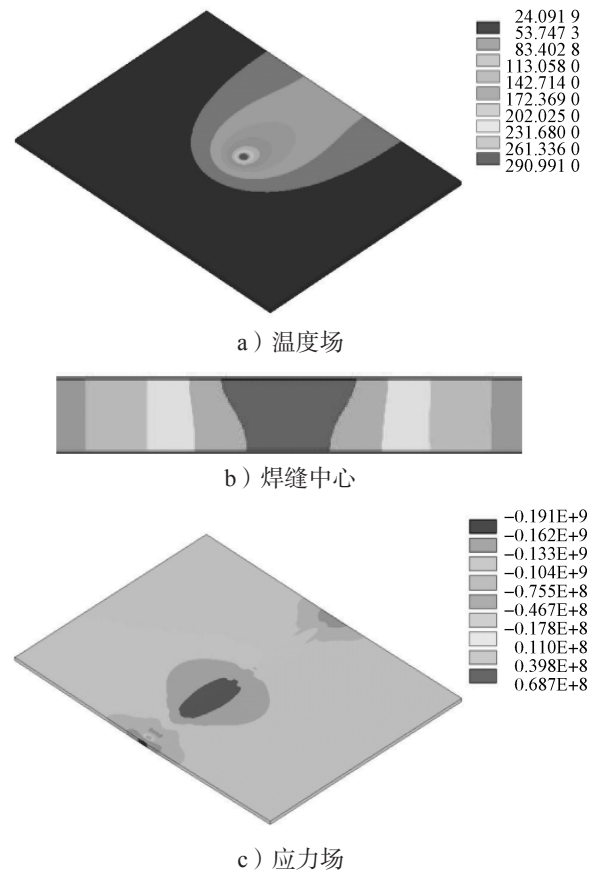 24.091 9
53.747 3
83.402 8
113.058 0
142.714 0
172.369 0
202.025 0
231.680 0
261.336 0
290.991 0
a）温度场
b）焊缝中心
−0.191E+9
−0.162E+9
−0.133E+9
−0.104E+9
−0.755E+8
−0.467E+8
−0.178E+8
0.110E+8
0.398E+8
0.687E+8
c）应力场